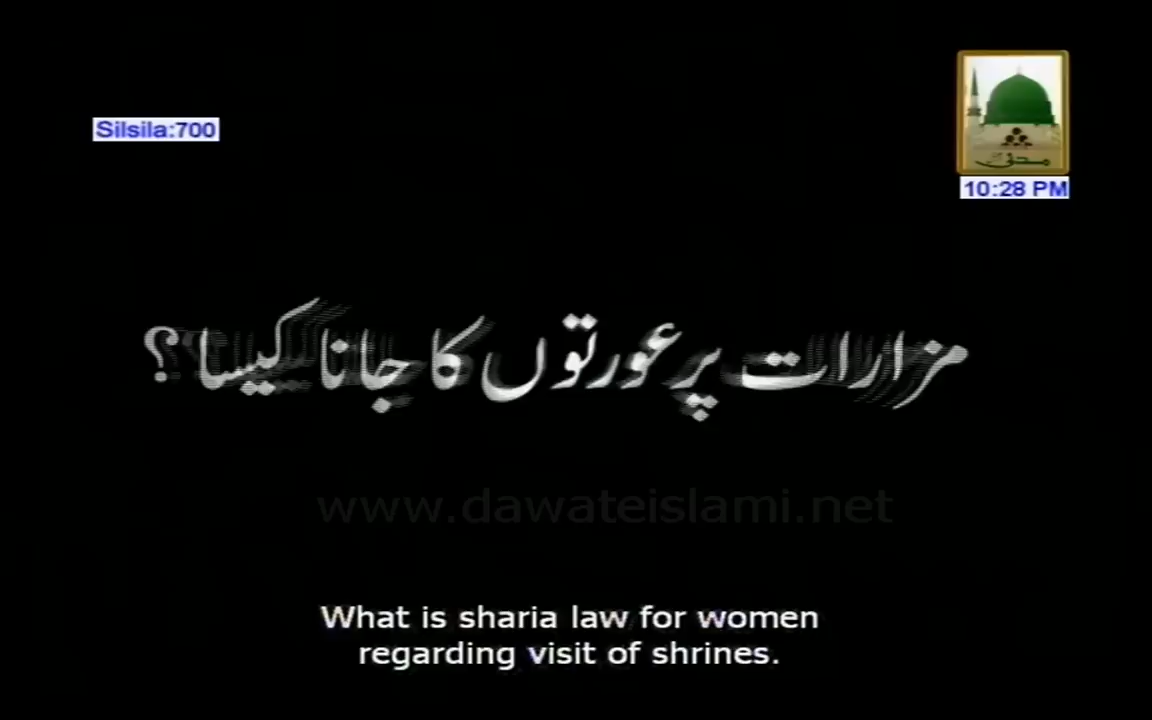 Silsila:700
مدنی
10:28 PM
مزارات پر عورتوں کا جانا کیسا ؟
www.dawateislami.net
What is sharia law for women
regarding visit of shrines.